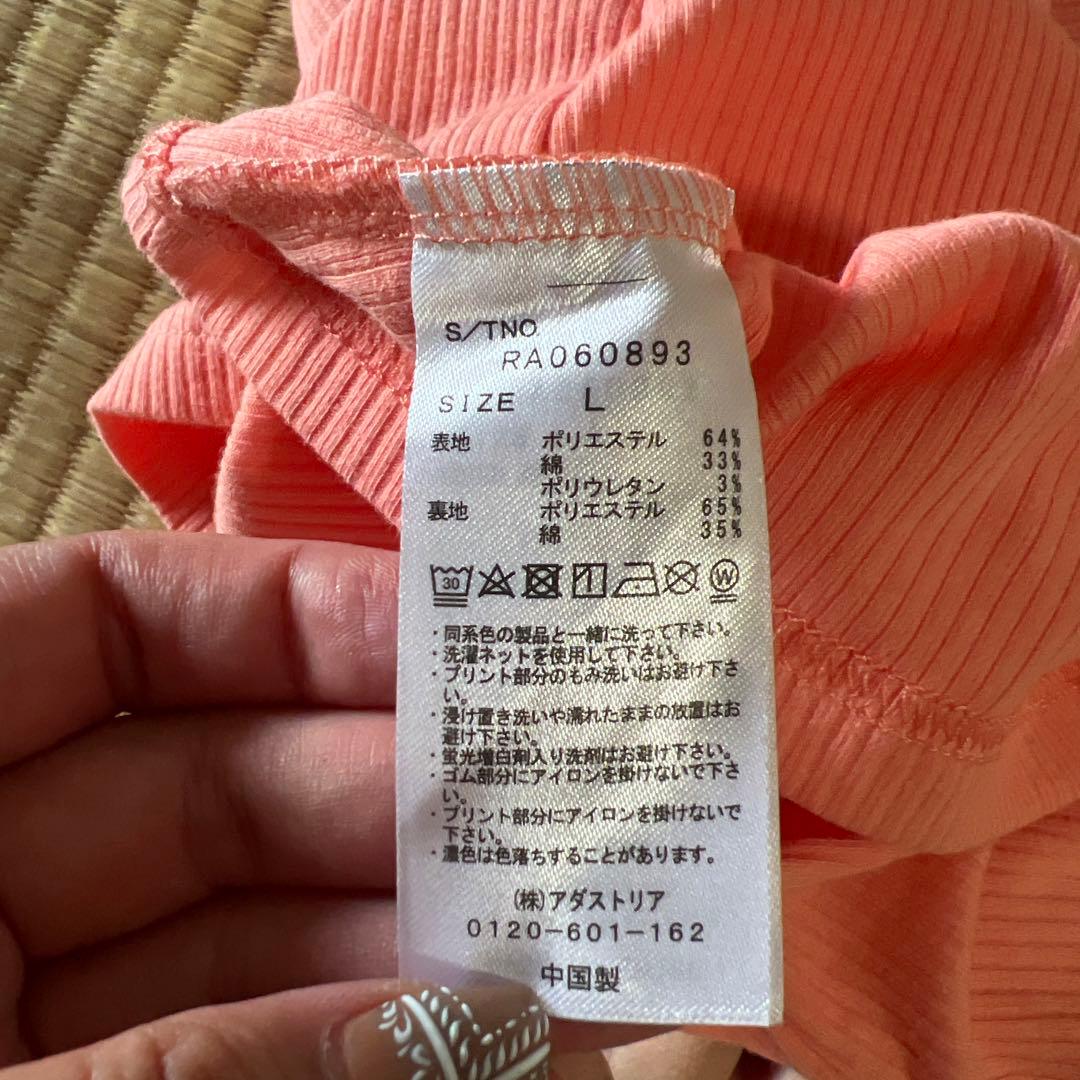 S/TNO
RA060893
SIZE L
表地 ポリエステル 64%
綿 33%
ポリウレタン 3%
裏地 ポリエステル 65%
綿 35%
30 W
・同系色の製品と一緒に洗って下さい。
・洗濯ネットを使用して下さい。
・プリント部分のもみ洗いはお避け下さ
い。
・浸け置き洗いや濡れたままの放置はお
避け下さい。
・蛍光増白剤入り洗剤はお避け下さい。
・ゴム部分にアイロンを掛けないで下さ
い。
・プリント部分にアイロンを掛けないで
下さい。
・濃色は色落ちすることがあります。
(株)アダストリア
0120-601-162
中国製